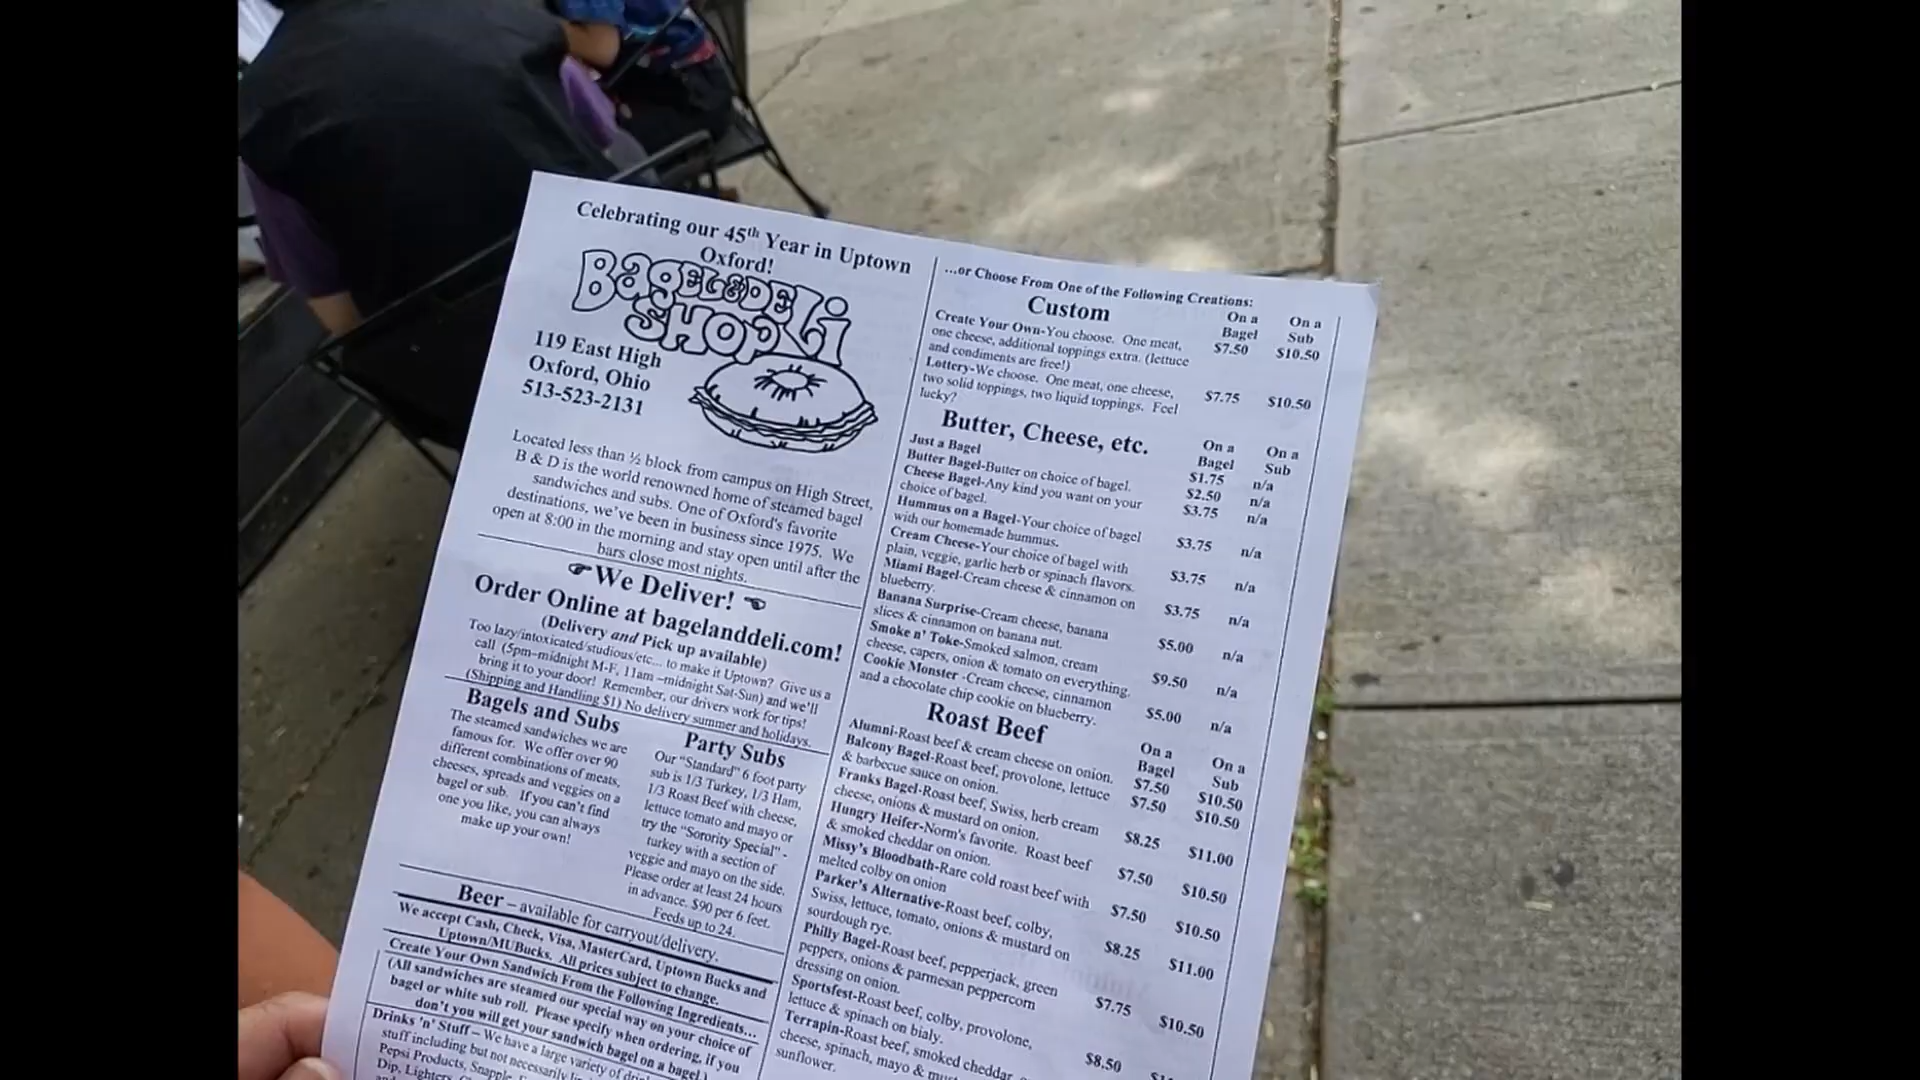 Celebrating our 45th Year in Uptown
Oxford!
Bagel & Deli
Shop
119 East High
Oxford, Ohio
513-523-2131
Located less than ½ block from campus on High Street,
B & D is the world renowned home of steamed bagel
sandwiches and subs. One of Oxford's favorite
destinations, we've been in business since 1975. We
open at 8:00 in the morning and stay open until after the
bars close most nights.
☞We Deliver! ☜
Order Online at bagelanddeli.com!
(Delivery and Pick up available)
Too lazy/intoxicated/studious/etc... to make it Uptown? Give us a
call (5pm–midnight M-F, 11am –midnight Sat-Sun) and we'll
bring it to your door! Remember, our drivers work for tips!
(Shipping and Handling $1) No delivery summer and holidays.
Bagels and Subs
The steamed sandwiches we are
famous for. We offer over 90
different combinations of meats,
cheeses, spreads and veggies on a
bagel or sub. If you can't find
one you like, you can always
make up your own!
Party Subs
Our "Standard" 6 foot party
sub is 1/3 Turkey, 1/3 Ham,
1/3 Roast Beef with cheese,
lettuce tomato and mayo or
try the "Sorority Special" -
turkey with a section of
veggie and mayo on the side.
Please order at least 24 hours
in advance. $90 per 6 feet.
Feeds up to 24.
Beer – available for carryout/delivery.
We accept Cash, Check, Visa, MasterCard, Uptown Bucks and
Uptown/MUBucks. All prices subject to change.
Create Your Own Sandwich From the Following Ingredients...
(All sandwiches are steamed our special way on your choice of
bagel or white sub roll. Please specify when ordering, if you
don't you will get your sandwich bagel on a bagel.)
Drinks 'n' Stuff – We have a large variety of
stuff including but not necessarily
Pepsi Products, Snapple,
Dip, Lighters,
...or Choose From One of the Following Creations:
Custom On a Bagel On a Sub
Create Your Own-You choose. One meat,
one cheese, additional toppings extra. (lettuce $7.50 $10.50
and condiments are free!)
Lottery-We choose. One meat, one cheese,
two solid toppings, two liquid toppings. Feel $7.75 $10.50
lucky?
Butter, Cheese, etc. On a Bagel On a Sub
Just a Bagel $1.75 n/a
Butter Bagel-Butter on choice of bagel. $2.50 n/a
Cheese Bagel-Any kind you want on your
choice of bagel. $3.75 n/a
Hummus on a Bagel-Your choice of bagel
with our homemade hummus. $3.75 n/a
Cream Cheese-Your choice of bagel with
plain, veggie, garlic herb or spinach flavors. $3.75 n/a
Miami Bagel-Cream cheese & cinnamon on
blueberry. $3.75 n/a
Banana Surprise-Cream cheese, banana
slices & cinnamon on banana nut. $5.00 n/a
Smoke n' Toke-Smoked salmon, cream
cheese, capers, onion & tomato on everything. $9.50 n/a
Cookie Monster -Cream cheese, cinnamon
and a chocolate chip cookie on blueberry. $5.00 n/a
Roast Beef On a Bagel On a Sub
Alumni-Roast beef & cream cheese on onion. $7.50 $10.50
Balcony Bagel-Roast beef, provolone, lettuce $7.50 $10.50
& barbecue sauce on onion.
Franks Bagel-Roast beef, Swiss, herb cream
cheese, onions & mustard on onion. $8.25 $11.00
Hungry Heifer-Norm's favorite. Roast beef
& smoked cheddar on onion. $7.50 $10.50
Missy's Bloodbath-Rare cold roast beef with
melted colby on onion $7.50 $10.50
Parker's Alternative-Roast beef, colby,
Swiss, lettuce, tomato, onions & mustard on $8.25 $11.00
sourdough rye.
Philly Bagel-Roast beef, pepperjack, green
peppers, onions & parmesan peppercorn $7.75 $10.50
dressing on onion.
Sportsfest-Roast beef, colby, provolone,
lettuce & spinach on bialy. $8.50
Terrapin-Roast beef, smoked cheddar,
cheese, spinach, mayo &
sunflower.